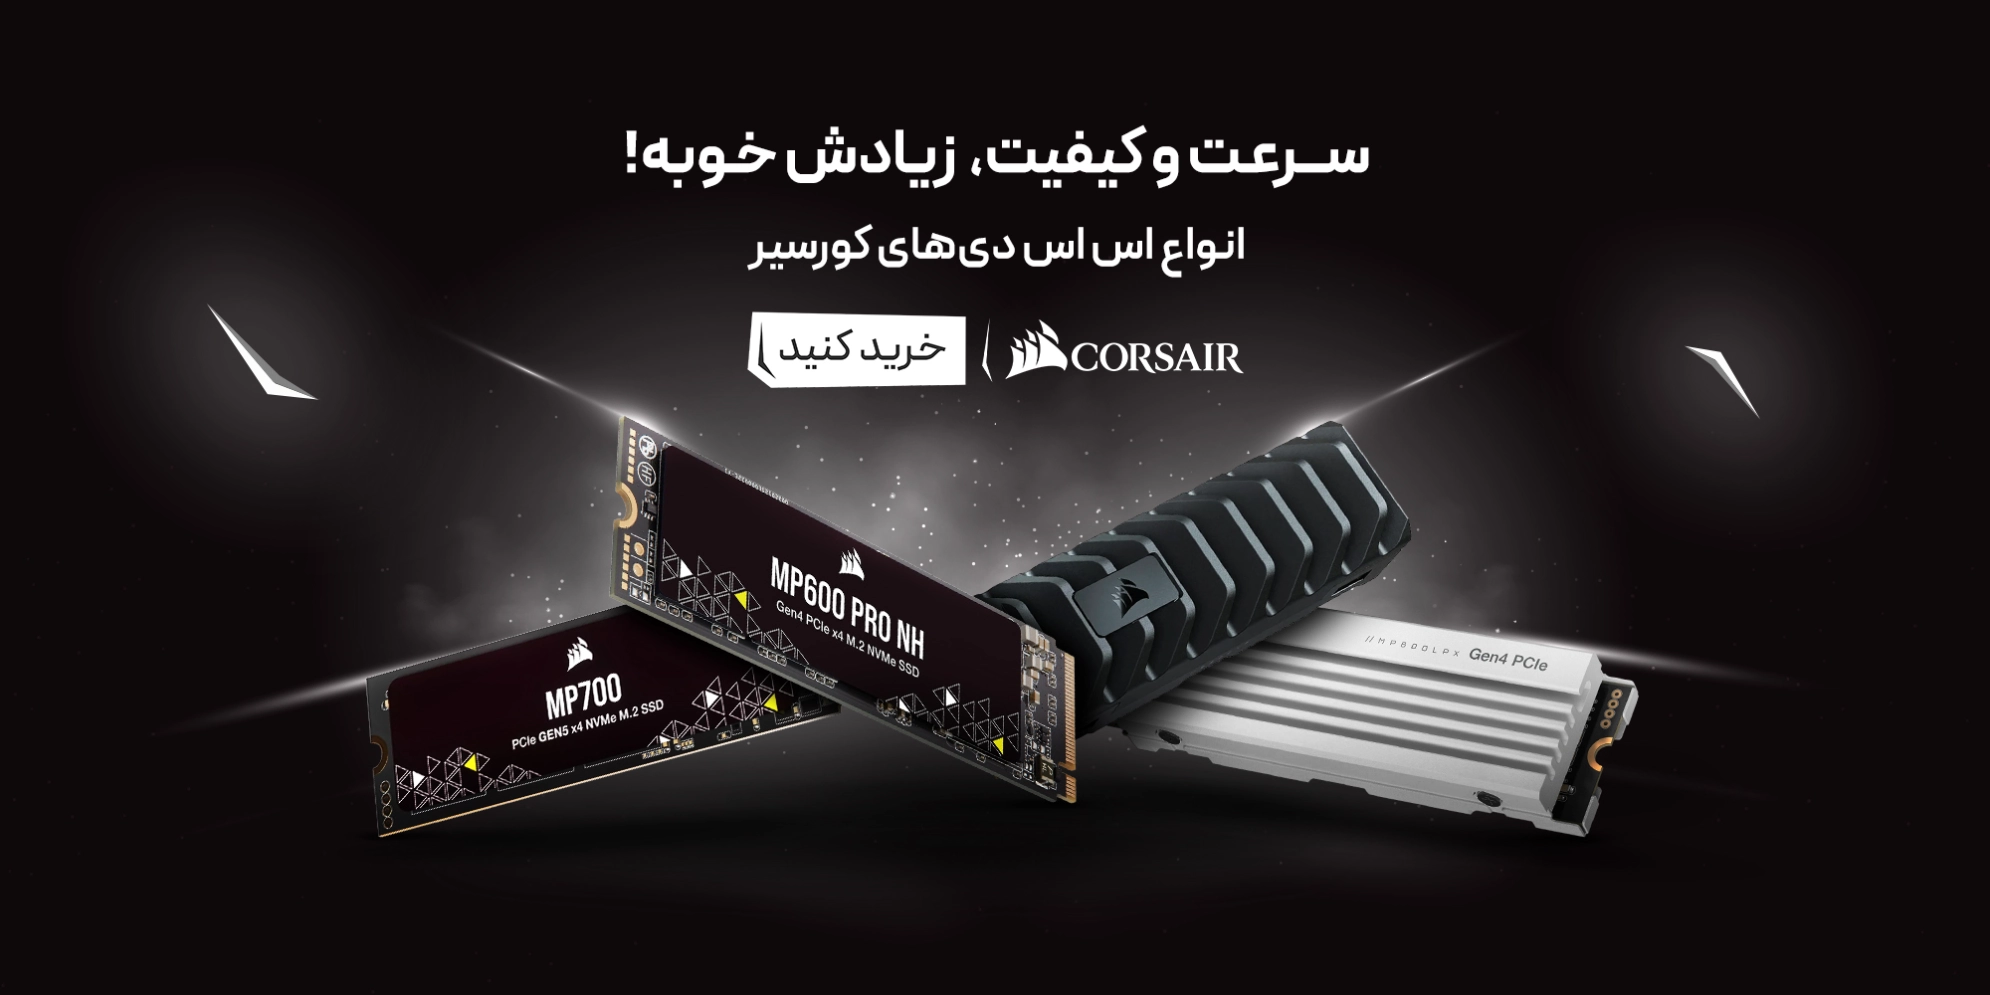 سرعت و کیفیت، زیادش خوبه!
انواع اس اس دی‌های کورسیر
CORSAIR
خرید کنید
MP600 PRO NH
Gen4 PCIe x4 M.2 NVMe SSD
MP700
PCIe GEN5 x4 NVMe M.2 SSD
//MP600LPX Gen4 PCIe